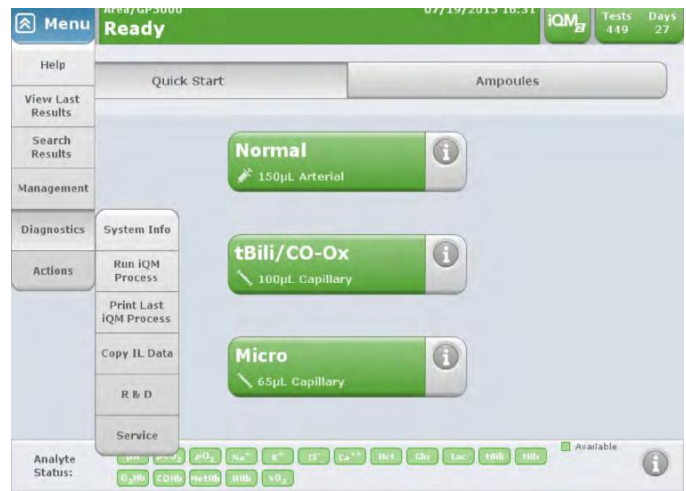 Menu
Area/GP5000
07/19/2013 16:31
Ready
iQM2
Tests
449
Days
27
Help
View Last
Results
Search
Results
Management
Diagnostics
Actions
System Info
Run iQM
Process
Print Last
iQM Process
Copy IL Data
R & D
Service
Quick Start
Ampoules
Normal
150µL Arterial
tBili/CO-Ox
100µL Capillary
Micro
65µL Capillary
Analyte
Status:
pH pCO₂ pO₂ Na⁺ K⁺ Cl⁻ Ca⁺⁺ Hct Glu Lac tBili tHb
O₂Hb COHb MetHb HHb sO₂
Available